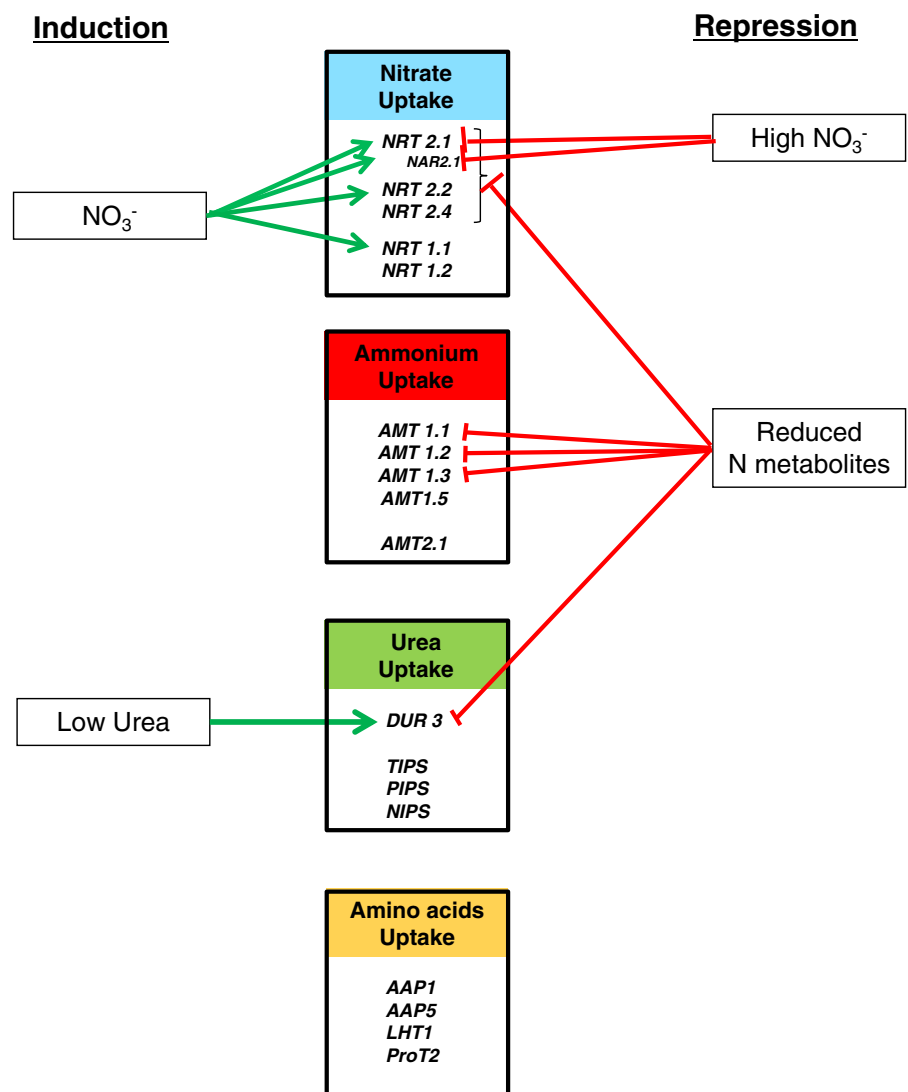 Induction
Repression
Nitrate
Uptake
NRT 2.1
NAR2.1
NRT 2.2
NRT 2.4
NRT 1.1
NRT 1.2
NO₃⁻
High NO₃⁻
Ammonium
Uptake
AMT 1.1
AMT 1.2
AMT 1.3
AMT1.5
AMT2.1
Reduced
N metabolites
Urea
Uptake
DUR 3
TIPS
PIPS
NIPS
Low Urea
Amino acids
Uptake
AAP1
AAP5
LHT1
ProT2